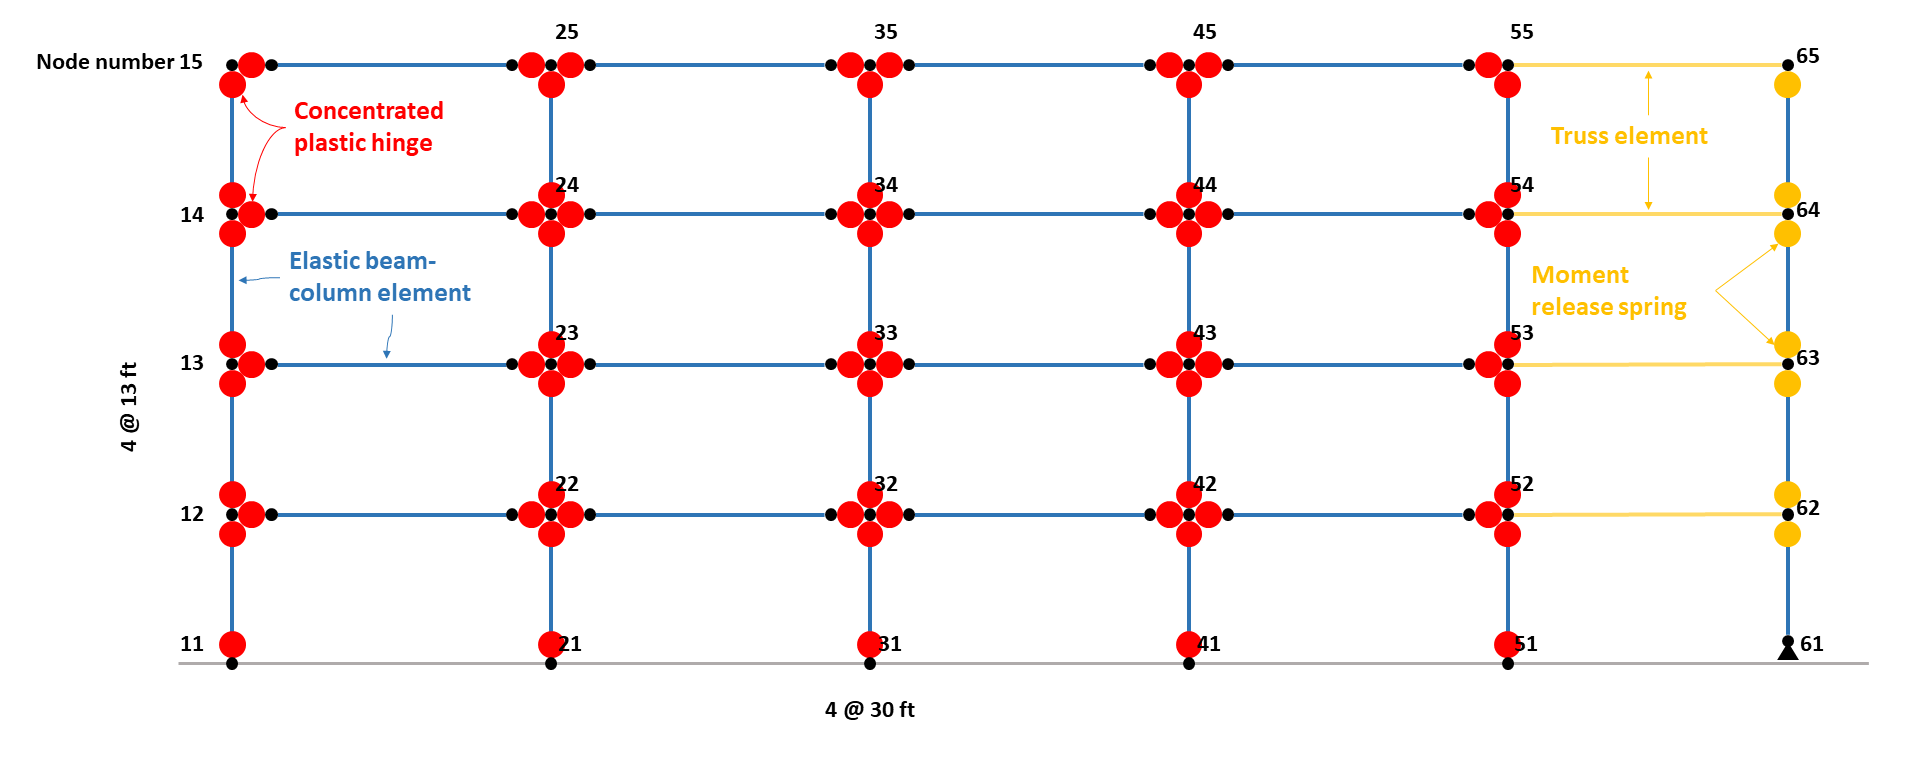 25 35 45 55
Node number 15 65
Concentrated
plastic hinge
Truss element
14 24 34 44 54 64
Elastic beam-
column element
Moment
release spring
13 23 33 43 53 63
4 @ 13 ft
12 22 32 42 52 62
11 21 31 41 51 61
4 @ 30 ft